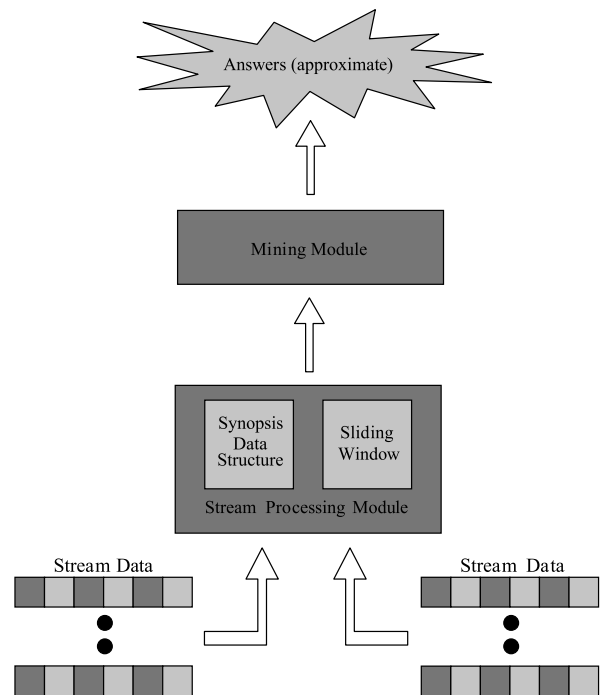 Answers (approximate)
Mining Module
Synopsis
Data
Structure
Sliding
Window
Stream Processing Module
Stream Data
Stream Data